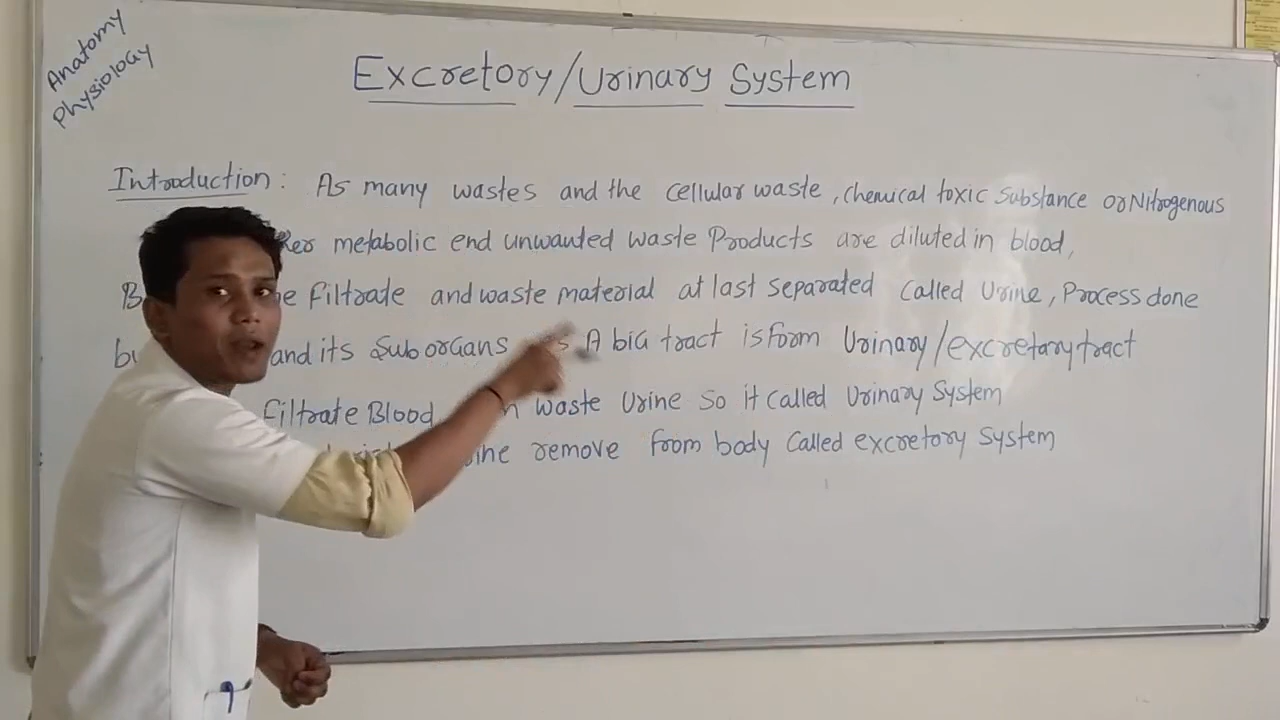 Anatomy
Physiology
Excretory/Urinary System
Introduction: As many wastes and the cellular waste, chemical toxic Substance or Nitrogenous
metabolic end unwanted waste Products are diluted in blood,
Filtrate and waste material at last separated called Urine, Process done
and its Sub organs A big tract is form Urinary/excretary tract
filtrate Blood waste Urine so it called Urinary System
remove from body called excretory System